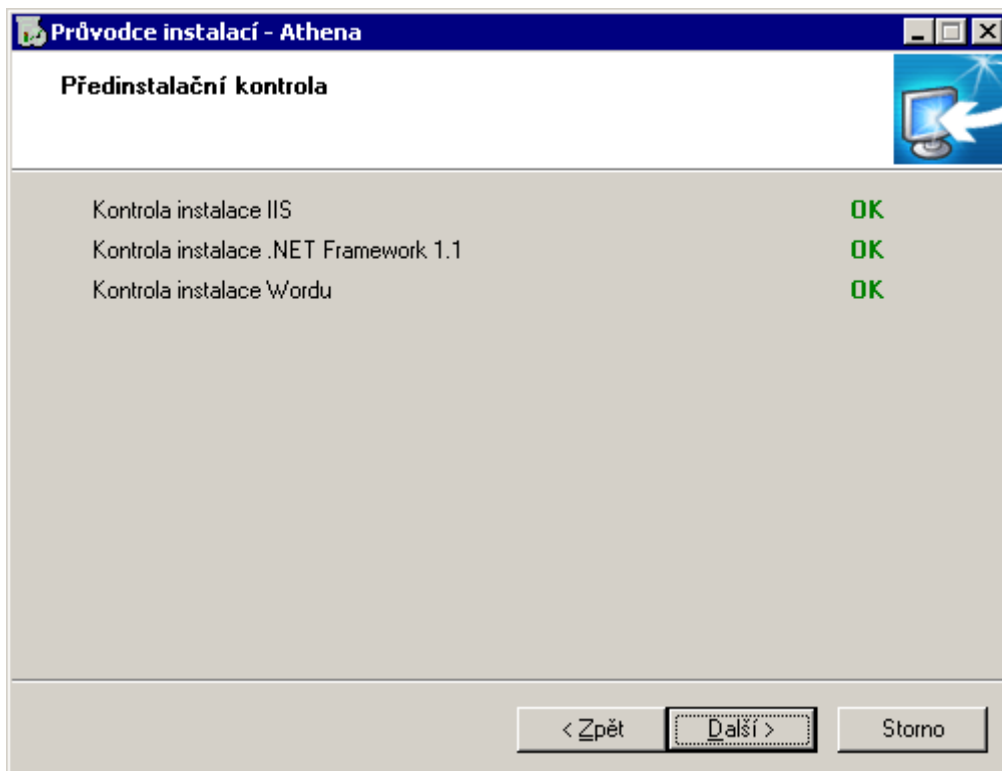 Průvodce instalací - Athena
Předinstalační kontrola
Kontrola instalace IIS OK
Kontrola instalace .NET Framework 1.1 OK
Kontrola instalace Wordu OK
< Zpět Další > Storno